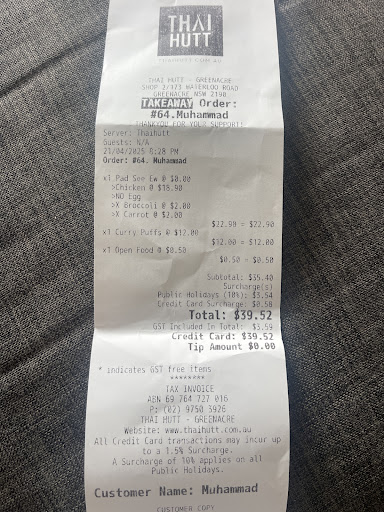 THAI
HUTT
THAIHUTT.COM.AU
THAI HUTT - GREENACRE
SHOP 2/171 WATERLOO ROAD
GREENACRE NSW 2190
TAKEAWAY Order:
#64.Muhammad
THANKYOU FOR YOUR SUPPORT!
Server: Thaihutt
Guests: N/A
21/04/2025 8:28 PM
Order: #64. Muhammad
x1 Pad See Ew @ $0.00
>Chicken @ $18.90
>NO Egg
>X Broccoli @ $2.00
>X Carrot @ $2.00
$22.90 = $22.90
x1 Curry Puffs @ $12.00
$12.00 = $12.00
x1 Open Food @ $0.50
$0.50 = $0.50
Subtotal: $35.40
Surcharge(s)
Public Holidays (10%): $3.54
Credit Card Surcharge: $0.58
Total: $39.52
GST Included In Total: $3.59
Credit Card: $39.52
Tip Amount $0.00
* indicates GST free items
********
TAX INVOICE
ABN 69 764 727 016
P: (02) 9750 3926
THAI HUTT - GREENACRE
Website: www.thaihutt.com.au
All Credit Card transactions may incur up
to a 1.5% Surcharge.
A Surcharge of 10% applies on all
Public Holidays.
Customer Name: Muhammad
CUSTOMER COPY